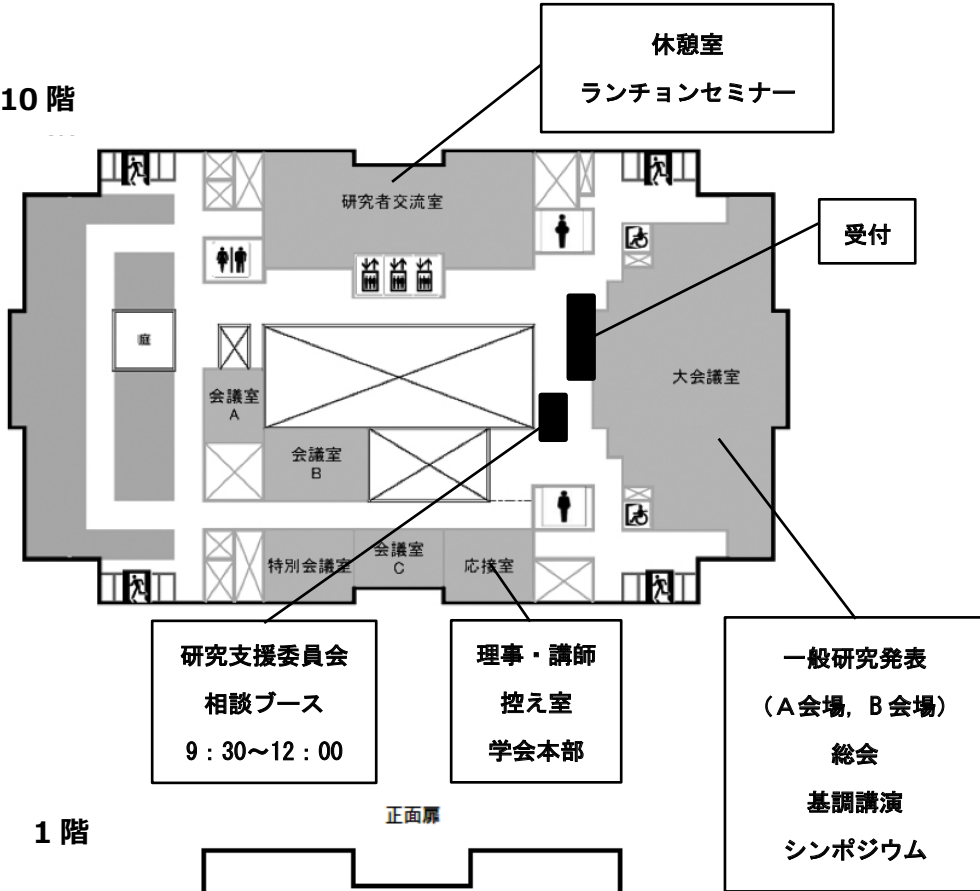 休憩室
ランチョンセミナー
10階
研究者交流室
受付
庭
大会議室
会議室
A
会議室
B
特別会議室
会議室
C
応接室
研究支援委員会
相談ブース
9：30～12：00
理事・講師
控え室
学会本部
一般研究発表
（A会場，B会場）
総会
基調講演
シンポジウム
正面扉
1階